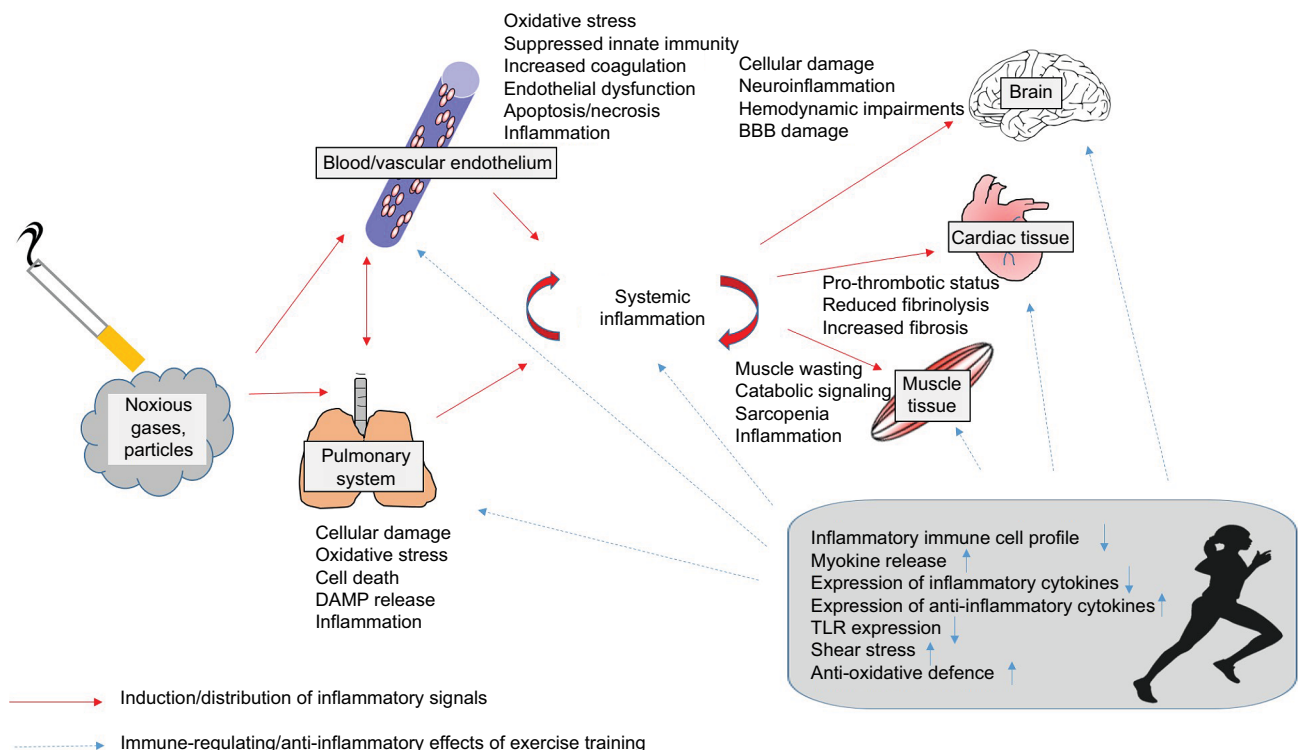 Oxidative stress
Suppressed innate immunity
Increased coagulation
Endothelial dysfunction
Apoptosis/necrosis
Inflammation
Blood/vascular endothelium
Cellular damage
Neuroinflammation
Hemodynamic impairments
BBB damage
Brain
Cardiac tissue
Pro-thrombotic status
Reduced fibrinolysis
Increased fibrosis
Systemic
inflammation
Muscle wasting
Catabolic signaling
Sarcopenia
Inflammation
Muscle
tissue
Noxious
gases,
particles
Pulmonary
system
Cellular damage
Oxidative stress
Cell death
DAMP release
Inflammation
Inflammatory immune cell profile
Myokine release
Expression of inflammatory cytokines
Expression of anti-inflammatory cytokines
TLR expression
Shear stress
Anti-oxidative defence
Induction/distribution of inflammatory signals
Immune-regulating/anti-inflammatory effects of exercise training